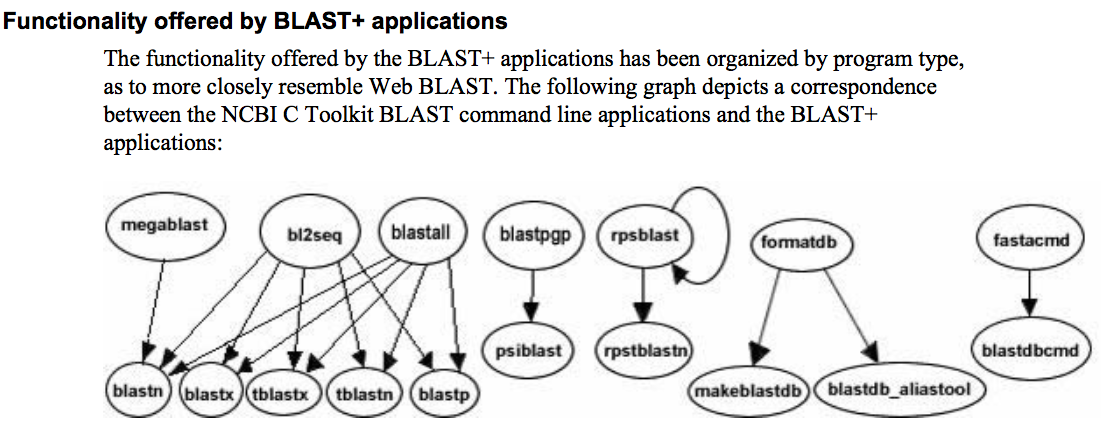 Functionality offered by BLAST+ applications
The functionality offered by the BLAST+ applications has been organized by program type,
as to more closely resemble Web BLAST. The following graph depicts a correspondence
between the NCBI C Toolkit BLAST command line applications and the BLAST+
applications:
megablast
bl2seq
blastall
blastpgp
rpsblast
formatdb
fastacmd
psiblast
rpstblastn
blastdbcmd
blastn
blastx
tblastx
tblastn
blastp
makeblastdb
blastdb_aliastool